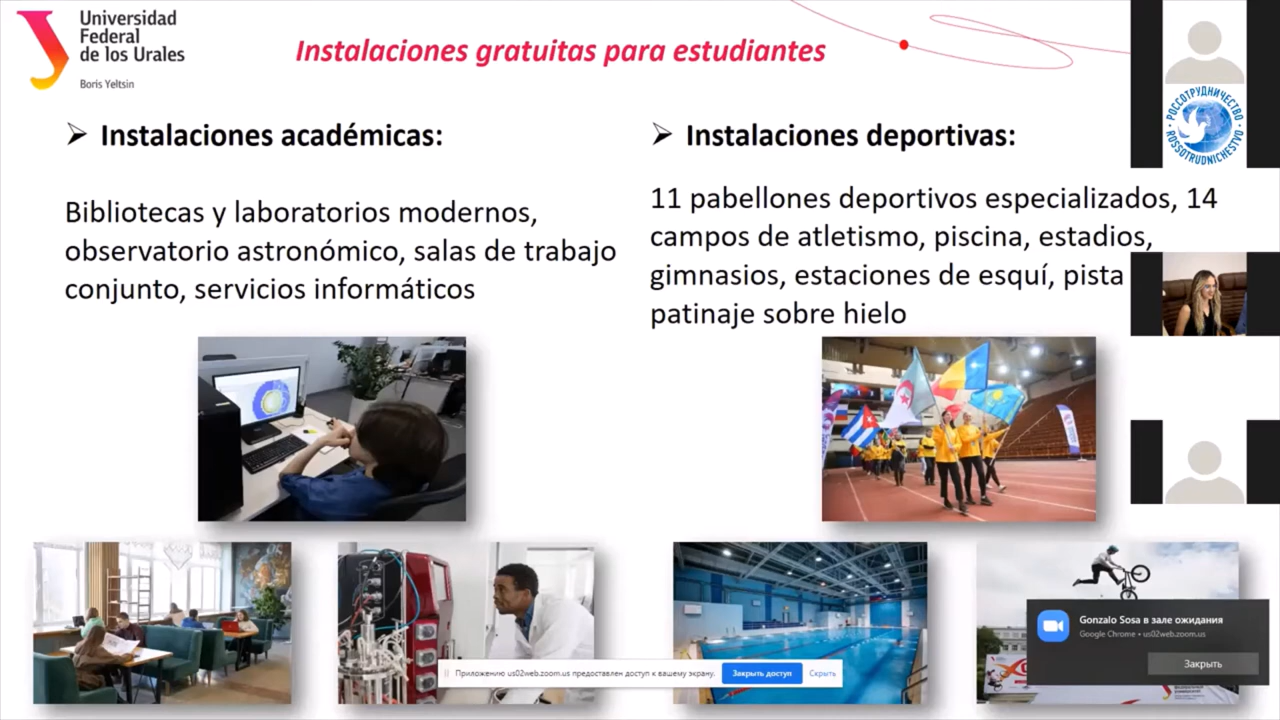 Universidad
Federal
de los Urales
Boris Yeltsin
Instalaciones gratuitas para estudiantes
РОССОТРУДНИЧЕСТВО
ROSSOTRUDNICHESTVO
➢ Instalaciones académicas:
Bibliotecas y laboratorios modernos,
observatorio astronómico, salas de trabajo
conjunto, servicios informáticos
➢ Instalaciones deportivas:
11 pabellones deportivos especializados, 14
campos de atletismo, piscina, estadios,
gimnasios, estaciones de esquí, pista
patinaje sobre hielo
Gonzalo Sosa в зале ожидания
Google Chrome • us02web.zoom.us
Закрыть
Приложению us02web.zoom.us предоставлен доступ к вашему экрану.
Закрыть доступ
Скрыть